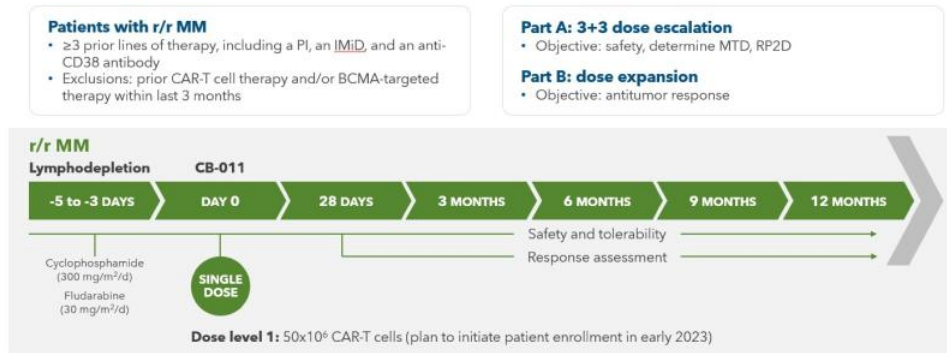 Patients with r/r MM
• ≥3 prior lines of therapy, including a PI, an IMiD, and an anti-
CD38 antibody
• Exclusions: prior CAR-T cell therapy and/or BCMA-targeted
therapy within last 3 months
Part A: 3+3 dose escalation
• Objective: safety, determine MTD, RP2D
Part B: dose expansion
• Objective: antitumor response
r/r MM
Lymphodepletion CB-011
-5 to -3 DAYS DAY 0 28 DAYS 3 MONTHS 6 MONTHS 9 MONTHS 12 MONTHS
Safety and tolerability
Response assessment
Cyclophosphamide
(300 mg/m²/d)
Fludarabine
(30 mg/m²/d)
SINGLE
DOSE
Dose level 1: 50x10⁶ CAR-T cells (plan to initiate patient enrollment in early 2023)